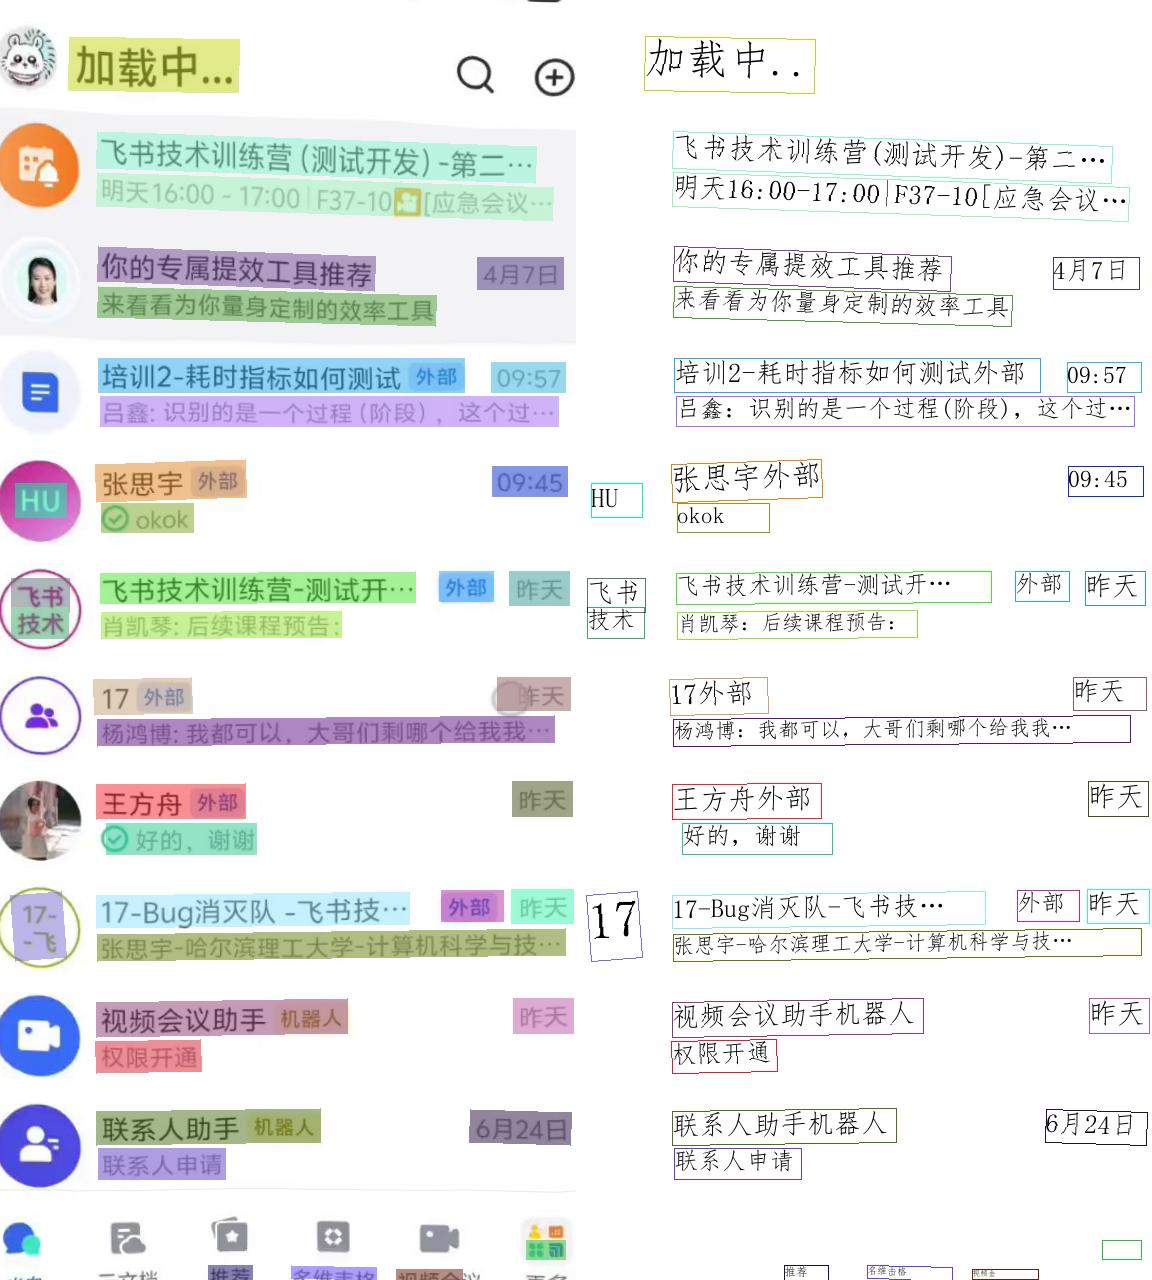 加载中...
加载中..
飞书技术训练营(测试开发)-第二…
飞书技术训练营(测试开发)-第二…
明天16:00 - 17:00 | F37-10[应急会议…
明天16:00-17:00|F37-10[应急会议…
你的专属提效工具推荐 4月7日
你的专属提效工具推荐 4月7日
来看看为你量身定制的效率工具
来看看为你量身定制的效率工具
培训2-耗时指标如何测试 外部 09:57
培训2-耗时指标如何测试外部 09:57
吕鑫: 识别的是一个过程 (阶段) ，这个过…
吕鑫: 识别的是一个过程(阶段), 这个过…
张思宇 外部 09:45
张思宇外部 09:45
HU
HU
okok
okok
飞书
技术
飞书
技术
飞书技术训练营-测试开… 外部 昨天
飞书技术训练营-测试开… 外部 昨天
肖凯琴: 后续课程预告:
肖凯琴: 后续课程预告:
17 外部 昨天
17外部 昨天
杨鸿博: 我都可以，大哥们剩哪个给我我…
杨鸿博: 我都可以, 大哥们剩哪个给我我…
王方舟 外部 昨天
王方舟外部 昨天
好的，谢谢
好的, 谢谢
17-
-飞
17
17-Bug消灭队 -飞书技… 外部 昨天
17-Bug消灭队-飞书技… 外部 昨天
张思宇-哈尔滨理工大学-计算机科学与技…
张思宇-哈尔滨理工大学-计算机科学与技…
视频会议助手 机器人 昨天
视频会议助手机器人 昨天
权限开通
权限开通
联系人助手 机器人 6月24日
联系人助手机器人 6月24日
联系人申请
联系人申请
推荐
推荐 名维击格